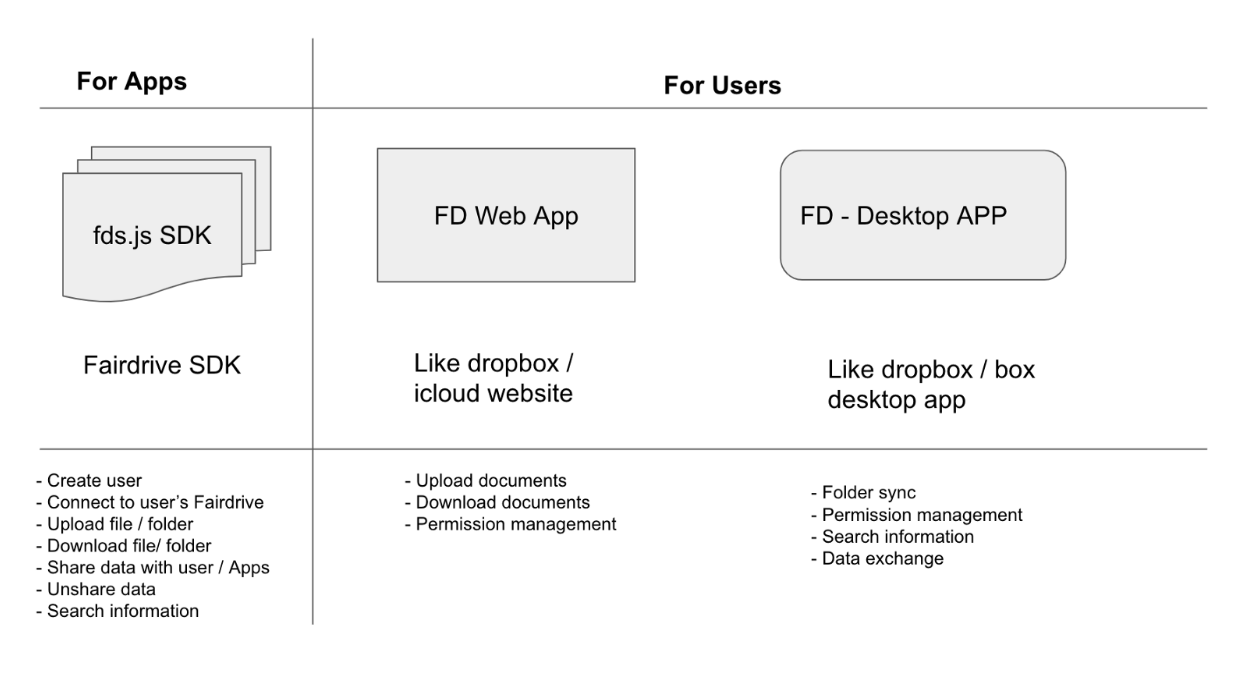 For Apps
For Users
fds.js SDK
FD Web App
FD - Desktop APP
Fairdrive SDK
Like dropbox /
icloud website
Like dropbox / box
desktop app
- Create user
- Connect to user's Fairdrive
- Upload file / folder
- Download file/ folder
- Share data with user / Apps
- Unshare data
- Search information
- Upload documents
- Download documents
- Permission management
- Folder sync
- Permission management
- Search information
- Data exchange